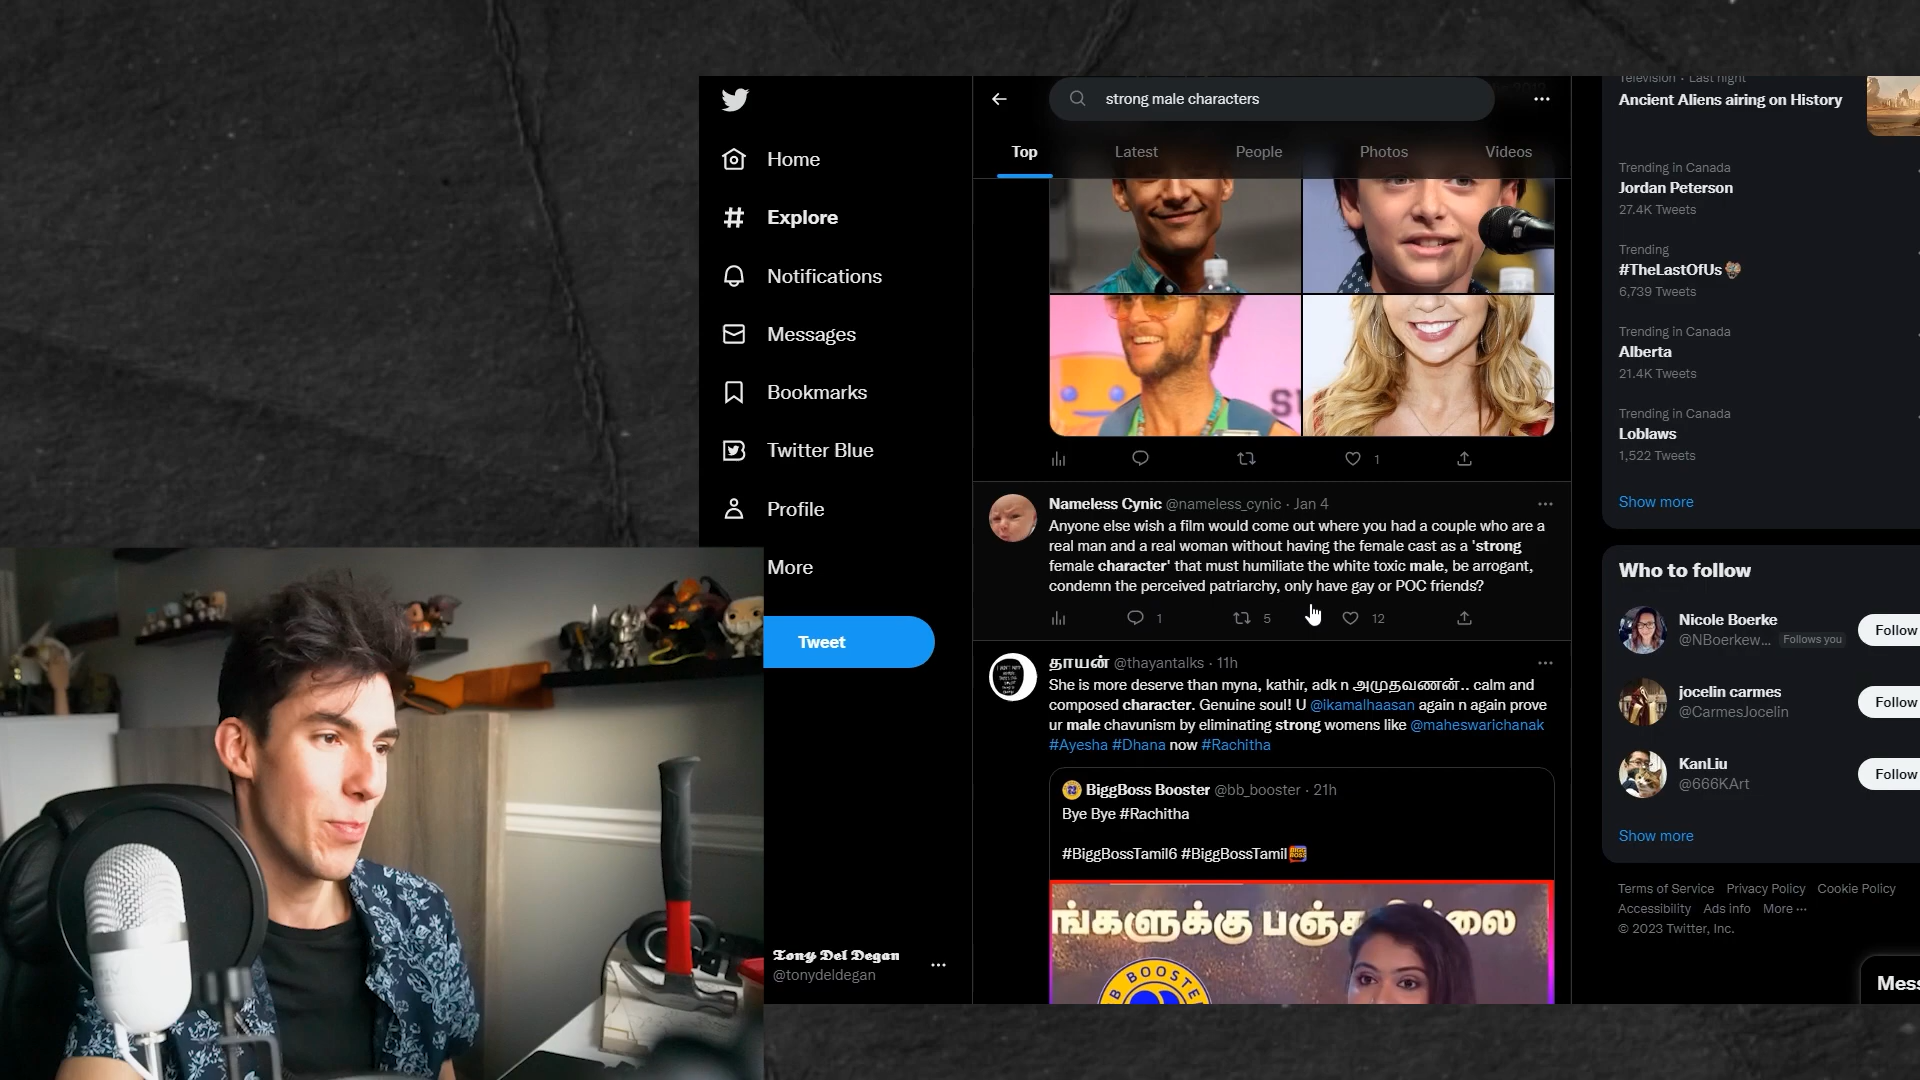 Home
Explore
Notifications
Messages
Bookmarks
Twitter Blue
Profile
More
Tweet
Tony Del Degan
@tonydeldegan
strong male characters
Top
Latest
People
Photos
Videos
1
Nameless Cynic @nameless_cynic · Jan 4
Anyone else wish a film would come out where you had a couple who are a
real man and a real woman without having the female cast as a 'strong
female character' that must humiliate the white toxic male, be arrogant,
condemn the perceived patriarchy, only have gay or POC friends?
1
5
12
தாயன் @thayantalks · 11h
She is more deserve than myna, kathir, adk n அமுதவணன்.. calm and
composed character. Genuine soul! U @ikamalhaasan again n again prove
ur male chavunism by eliminating strong womens like @maheswarichanak
#Ayesha #Dhana now #Rachitha
BiggBoss Booster @bb_booster · 21h
Bye Bye #Rachitha
#BiggBossTamil6 #BiggBossTamil
B BOOSTE
Television · Last night
Ancient Aliens airing on History
Trending in Canada
Jordan Peterson
27.4K Tweets
Trending
#TheLastOfUs
6,739 Tweets
Trending in Canada
Alberta
21.4K Tweets
Trending in Canada
Loblaws
1,522 Tweets
Show more
Who to follow
Nicole Boerke
@NBoerkew... Follows you
Follow
jocelin carmes
@CarmesJocelin
Follow
KanLiu
@666KArt
Follow
Show more
Terms of Service Privacy Policy Cookie Policy
Accessibility Ads info More ···
© 2023 Twitter, Inc.
Mess